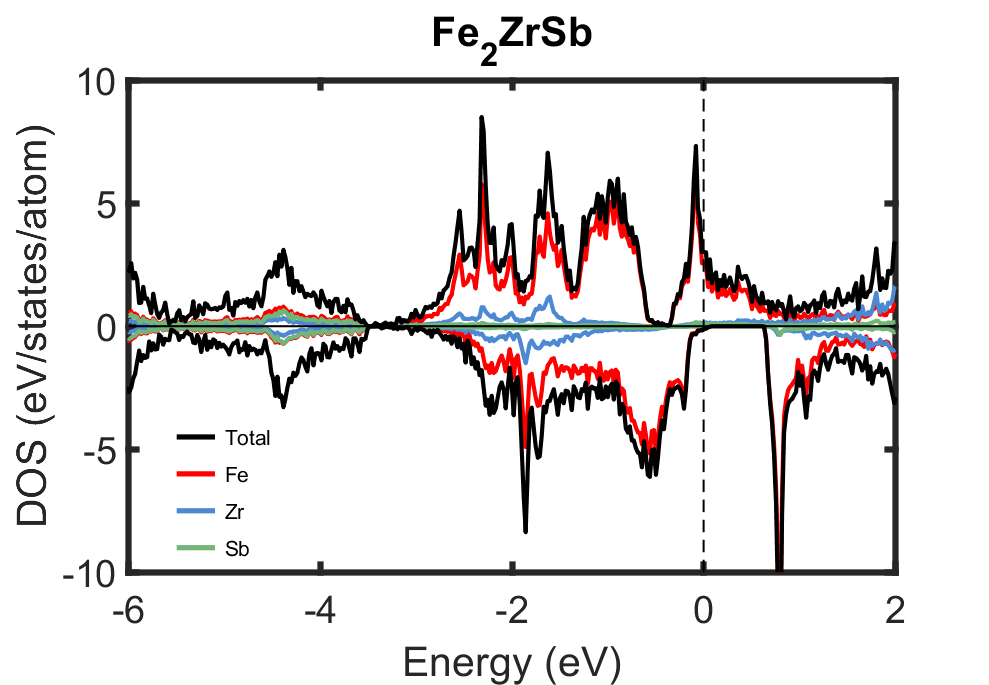 Fe2ZrSb
DOS (eV/states/atom)
10
5
0
-5
-10
Total
Fe
Zr
Sb
-6 -4 -2 0 2
Energy (eV)